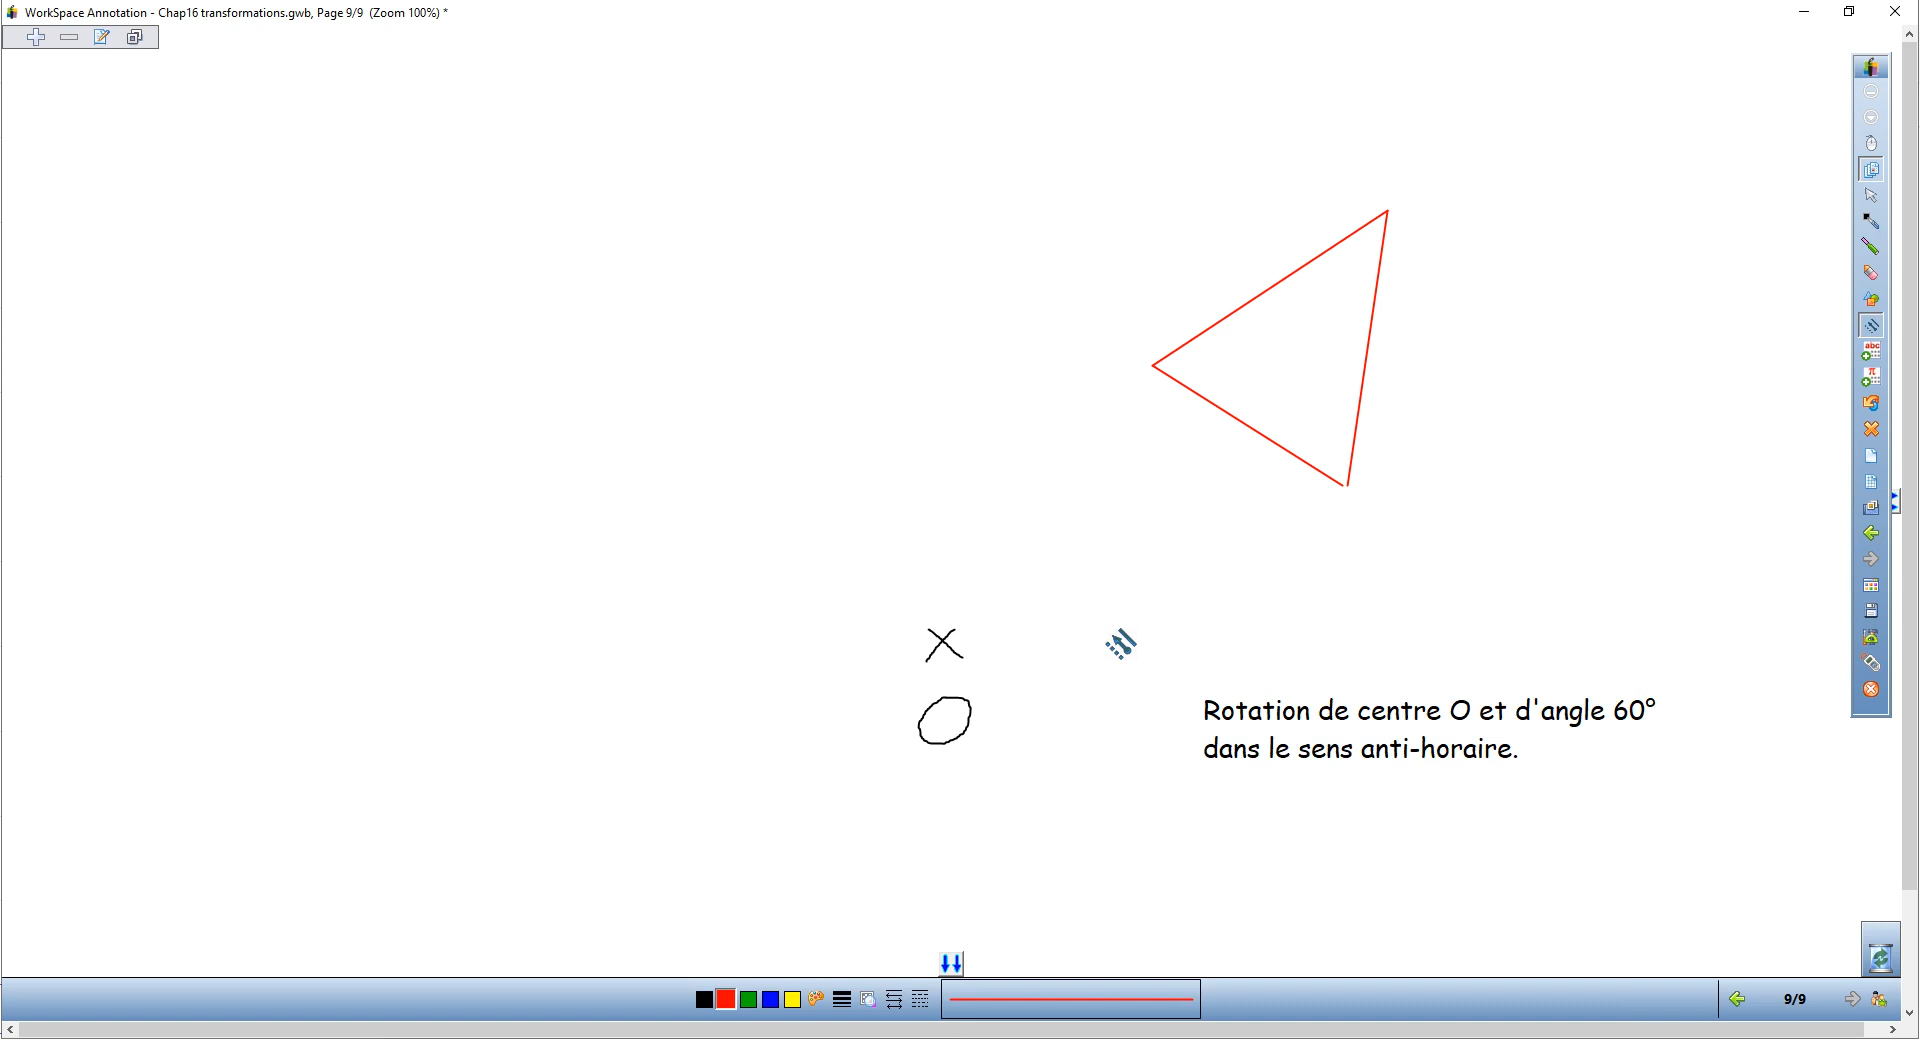 WorkSpace Annotation - Chap16 transformations.gwb, Page 9/9 (Zoom 100%) *
abc
π
X
O
Rotation de centre O et d'angle 60°
dans le sens anti-horaire.
9/9